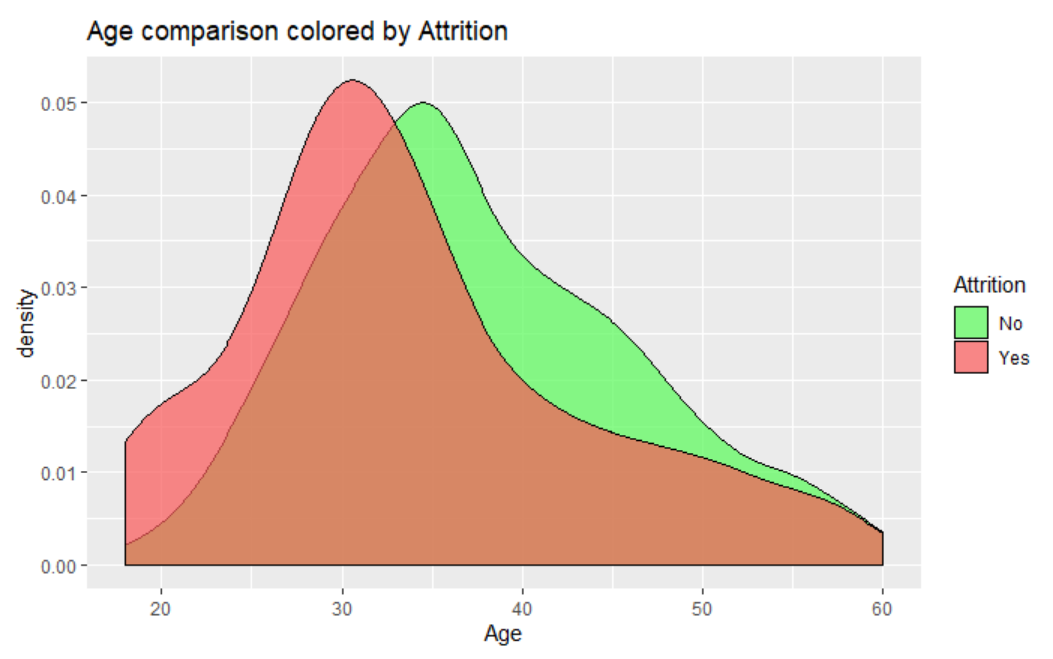 Age comparison colored by Attrition
0.05
0.04
0.03
0.02
0.01
0.00
density
20 30 40 50 60
Age
Attrition
No
Yes